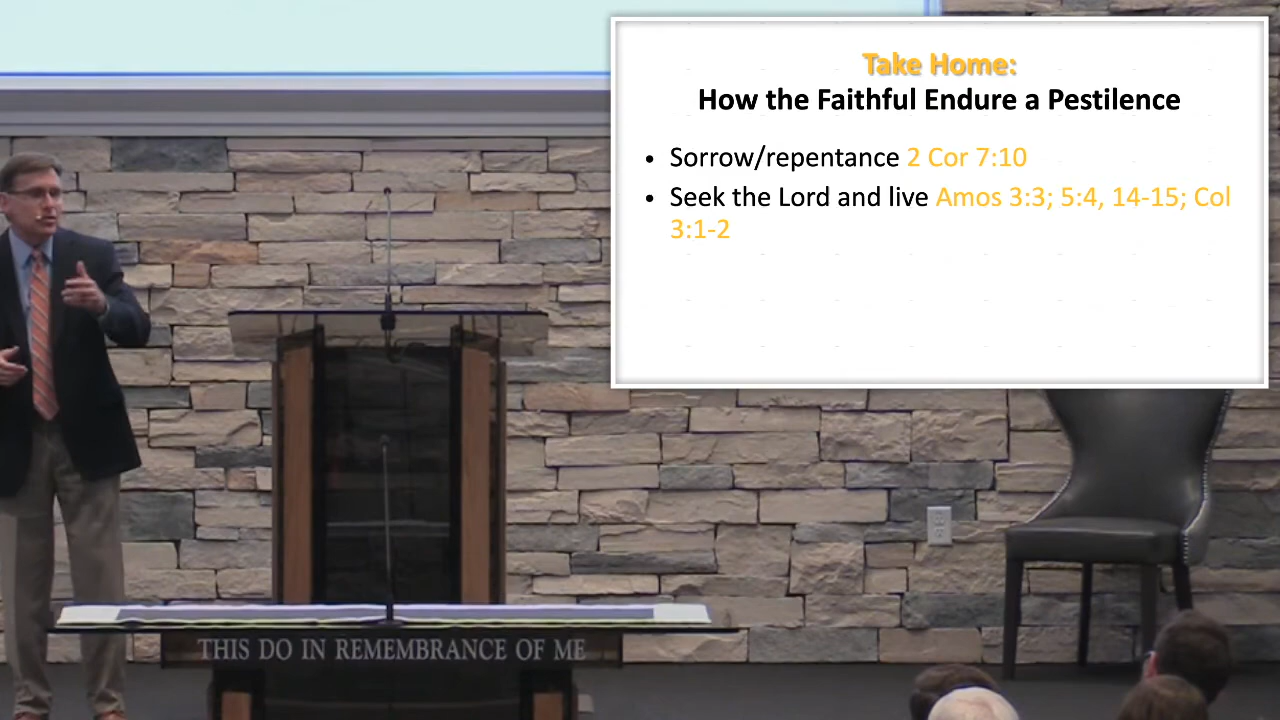 Take Home:
How the Faithful Endure a Pestilence
• Sorrow/repentance 2 Cor 7:10
• Seek the Lord and live Amos 3:3; 5:4, 14-15; Col
3:1-2
THIS DO IN REMEMBRANCE OF ME